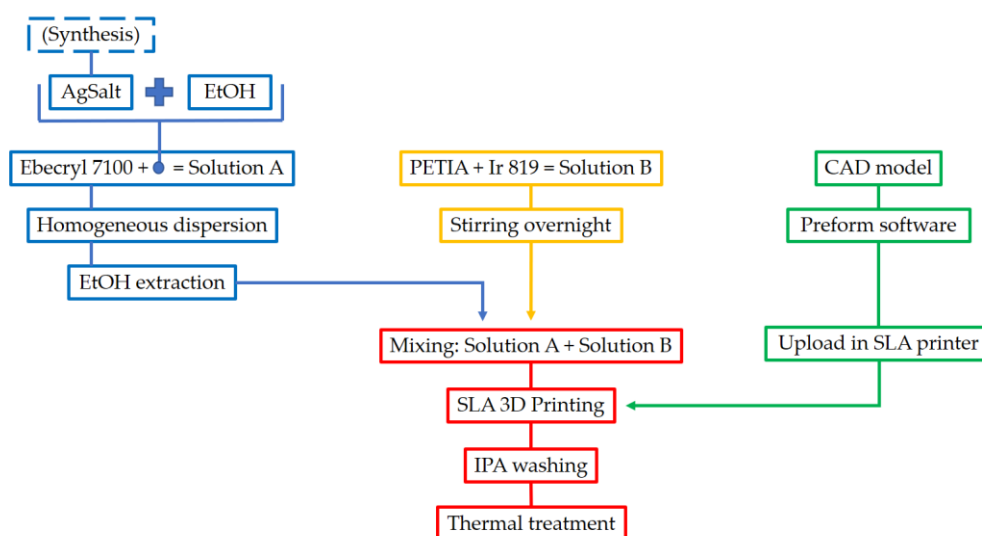 (Synthesis)
AgSalt
EtOH
Ebecryl 7100 + = Solution A
PETIA + Ir 819 = Solution B
CAD model
Homogeneous dispersion
Stirring overnight
Preform software
EtOH extraction
Mixing: Solution A + Solution B
Upload in SLA printer
SLA 3D Printing
IPA washing
Thermal treatment